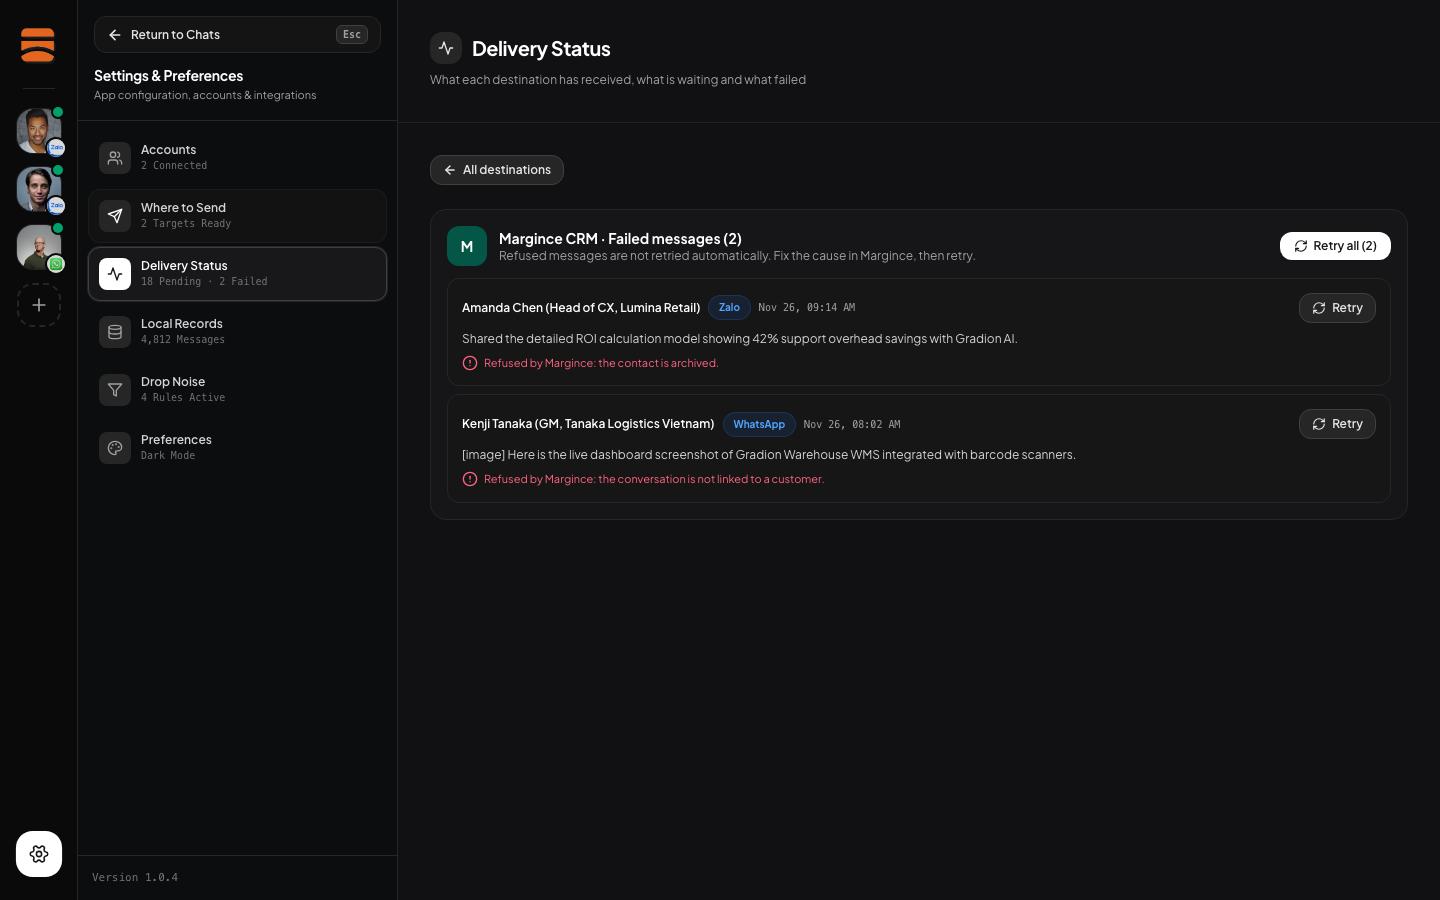 Return to Chats
Esc
Settings & Preferences
App configuration, accounts & integrations
Accounts
2 Connected
Where to Send
2 Targets Ready
Delivery Status
18 Pending · 2 Failed
Local Records
4,812 Messages
Drop Noise
4 Rules Active
Preferences
Dark Mode
Version 1.0.4
Zalo
Zalo
Delivery Status
What each destination has received, what is waiting and what failed
All destinations
M
Margince CRM · Failed messages (2)
Refused messages are not retried automatically. Fix the cause in Margince, then retry.
Retry all (2)
Amanda Chen (Head of CX, Lumina Retail) Zalo Nov 26, 09:14 AM
Retry
Shared the detailed ROI calculation model showing 42% support overhead savings with Gradion AI.
Refused by Margince: the contact is archived.
Kenji Tanaka (GM, Tanaka Logistics Vietnam) WhatsApp Nov 26, 08:02 AM
Retry
[image] Here is the live dashboard screenshot of Gradion Warehouse WMS integrated with barcode scanners.
Refused by Margince: the conversation is not linked to a customer.